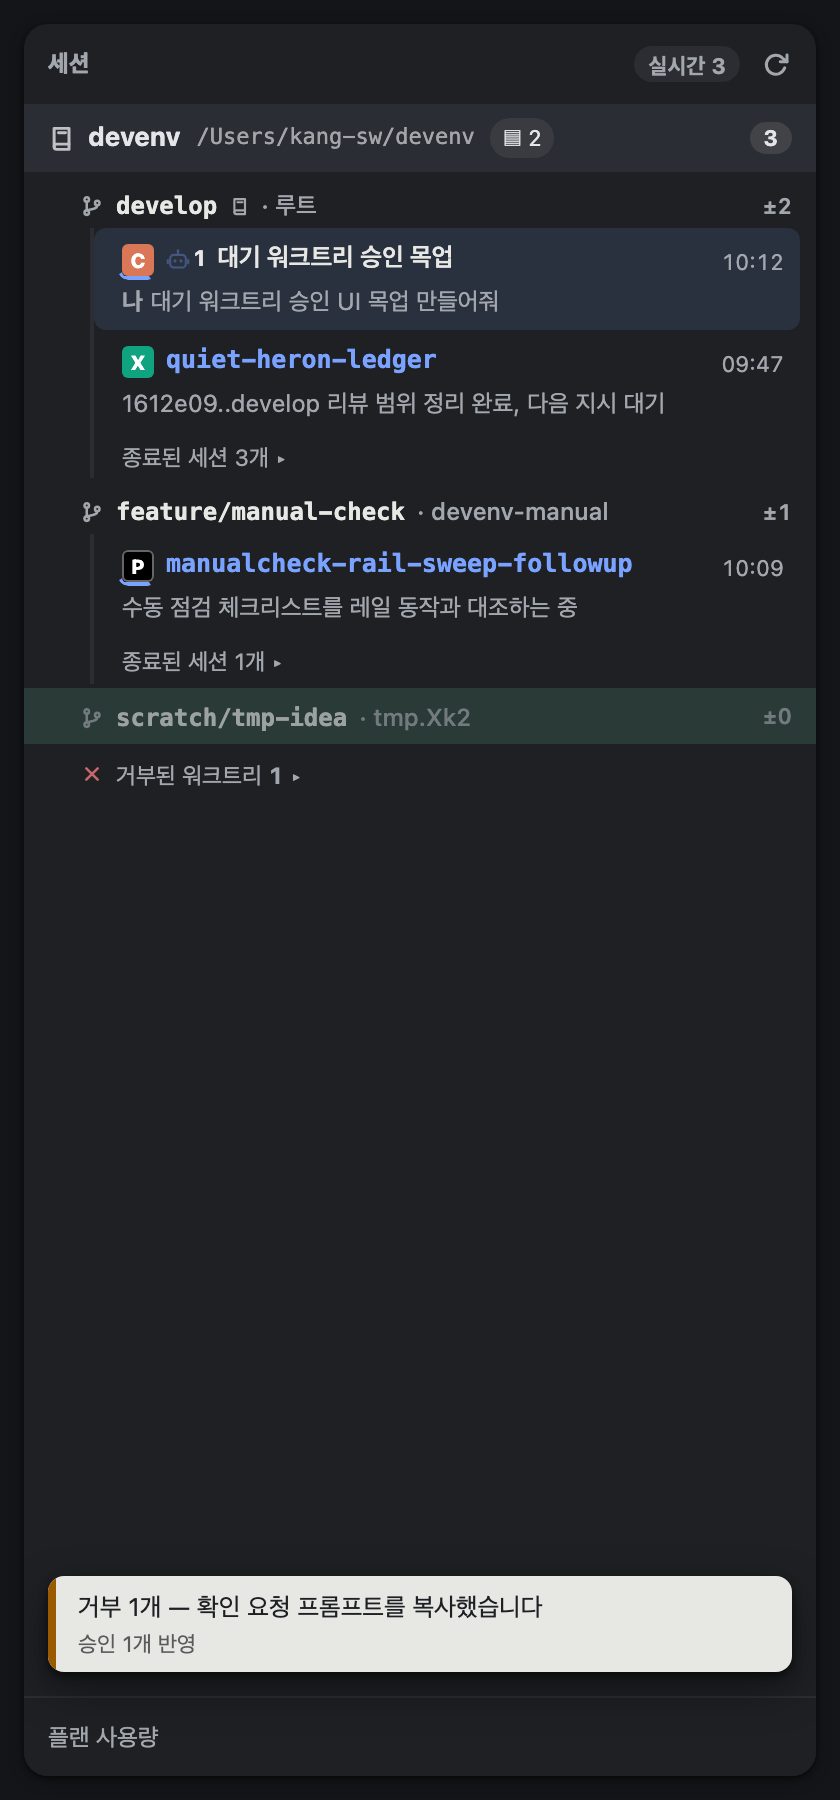 세션 실시간 3
devenv /Users/kang-sw/devenv 2 3
develop · 루트 ±2
C 1 대기 워크트리 승인 목업 10:12
나 대기 워크트리 승인 UI 목업 만들어줘
X quiet-heron-ledger 09:47
1612e09..develop 리뷰 범위 정리 완료, 다음 지시 대기
종료된 세션 3개 ▸
feature/manual-check · devenv-manual ±1
P manualcheck-rail-sweep-followup 10:09
수동 점검 체크리스트를 레일 동작과 대조하는 중
종료된 세션 1개 ▸
scratch/tmp-idea · tmp.Xk2 ±0
✕ 거부된 워크트리 1 ▸
거부 1개 — 확인 요청 프롬프트를 복사했습니다
승인 1개 반영
플랜 사용량